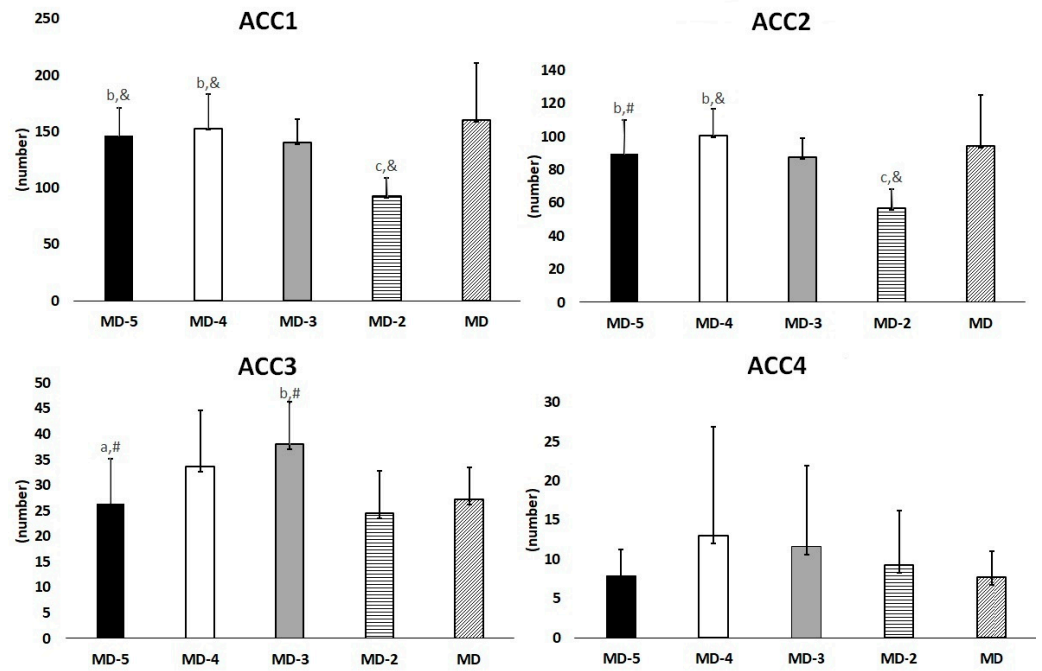 ACC1
(number)
250
200
150
100
50
0
b,&
b,&
c,&
MD-5 MD-4 MD-3 MD-2 MD
ACC2
(number)
140
120
100
80
60
40
20
0
b,#
b,&
c,&
MD-5 MD-4 MD-3 MD-2 MD
ACC3
(number)
50
45
40
35
30
25
20
15
10
5
0
a,#
b,#
MD-5 MD-4 MD-3 MD-2 MD
ACC4
(number)
30
25
20
15
10
5
0
MD-5 MD-4 MD-3 MD-2 MD